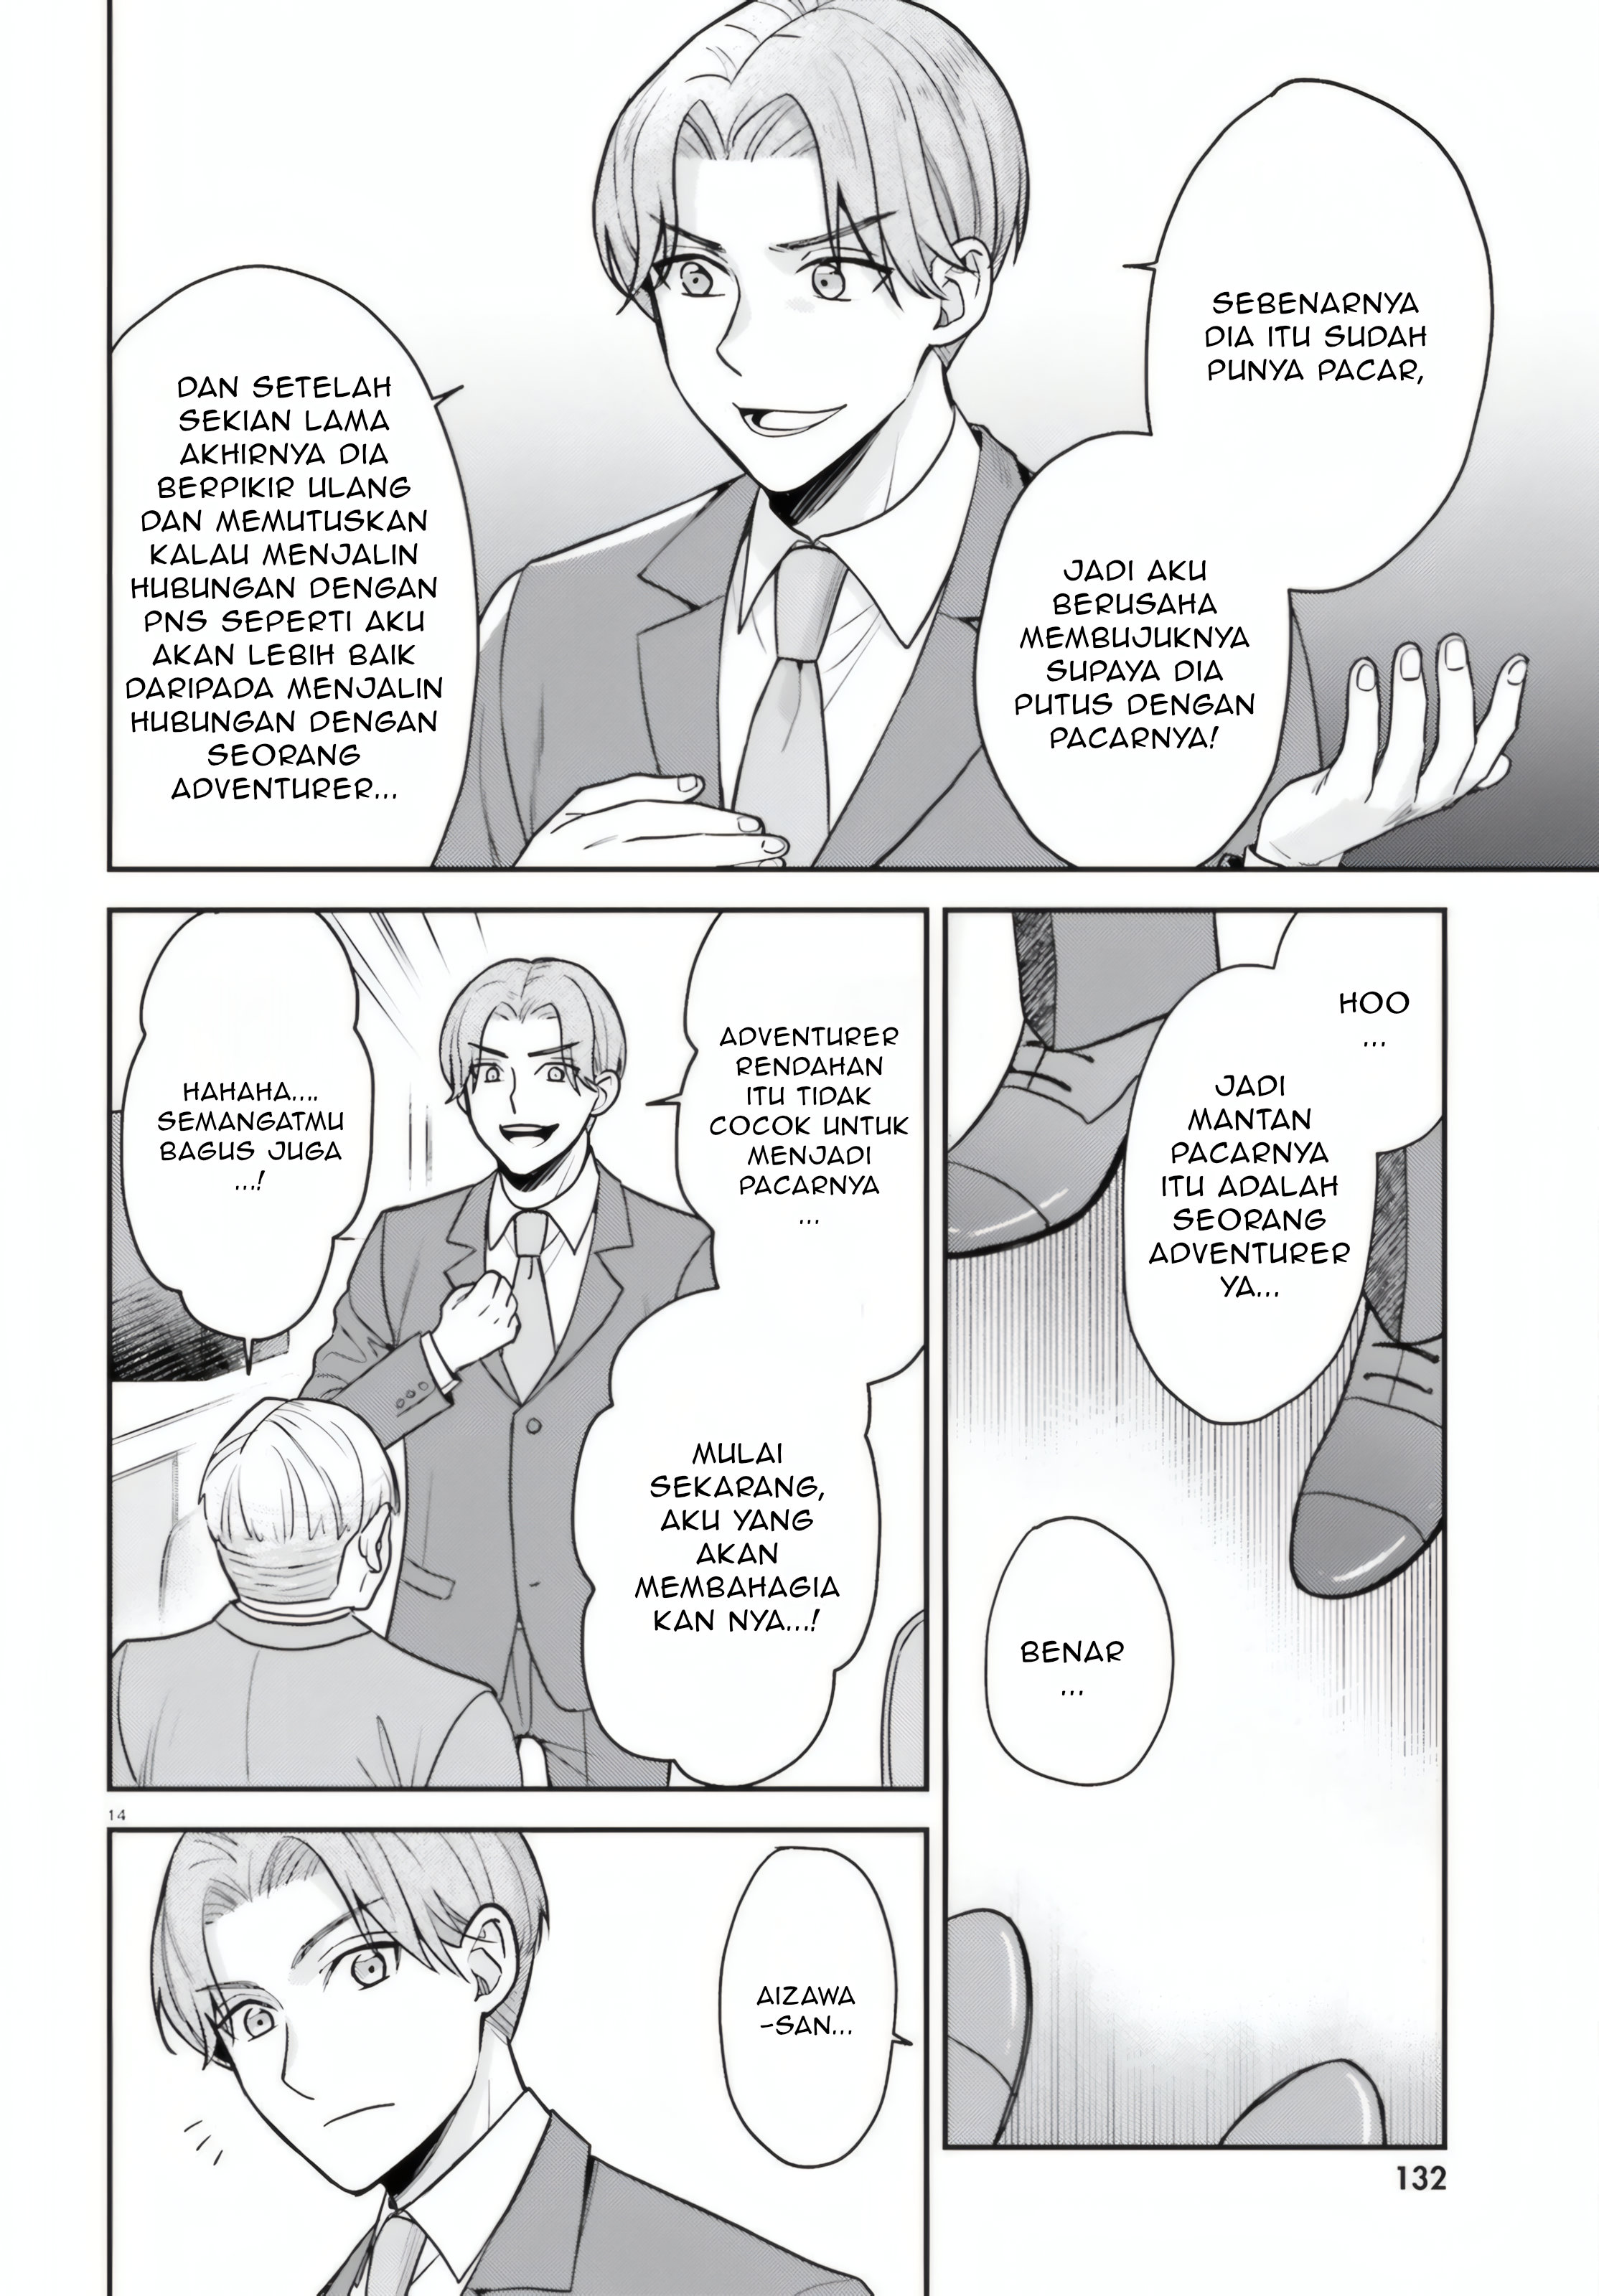 SEBENARNYA
DIA ITU SUDAH
PUNYA PACAR,
JADI AKU
BERUSAHA
MEMBUJUKNYA
SUPAYA DIA
PUTUS DENGAN
PACARNYA!
DAN SETELAH
SEKIAN LAMA
AKHIRNYA DIA
BERPIKIR ULANG
DAN MEMUTUSKAN
KALAU MENJALIN
HUBUNGAN DENGAN
PNS SEPERTI AKU
AKAN LEBIH BAIK
DARIPADA MENJALIN
HUBUNGAN DENGAN
SEORANG
ADVENTURER...
HOO
...
JADI
MANTAN
PACARNYA
ITU ADALAH
SEORANG
ADVENTURER
YA...
BENAR
...
ADVENTURER
RENDAHAN
ITU TIDAK
COCOK UNTUK
MENJADI
PACARNYA
...
MULAI
SEKARANG,
AKU YANG
AKAN
MEMBAHAGIA
KAN NYA...!
HAHAHA....
SEMANGATMU
BAGUS JUGA
...!
14
AIZAWA
-SAN...
132